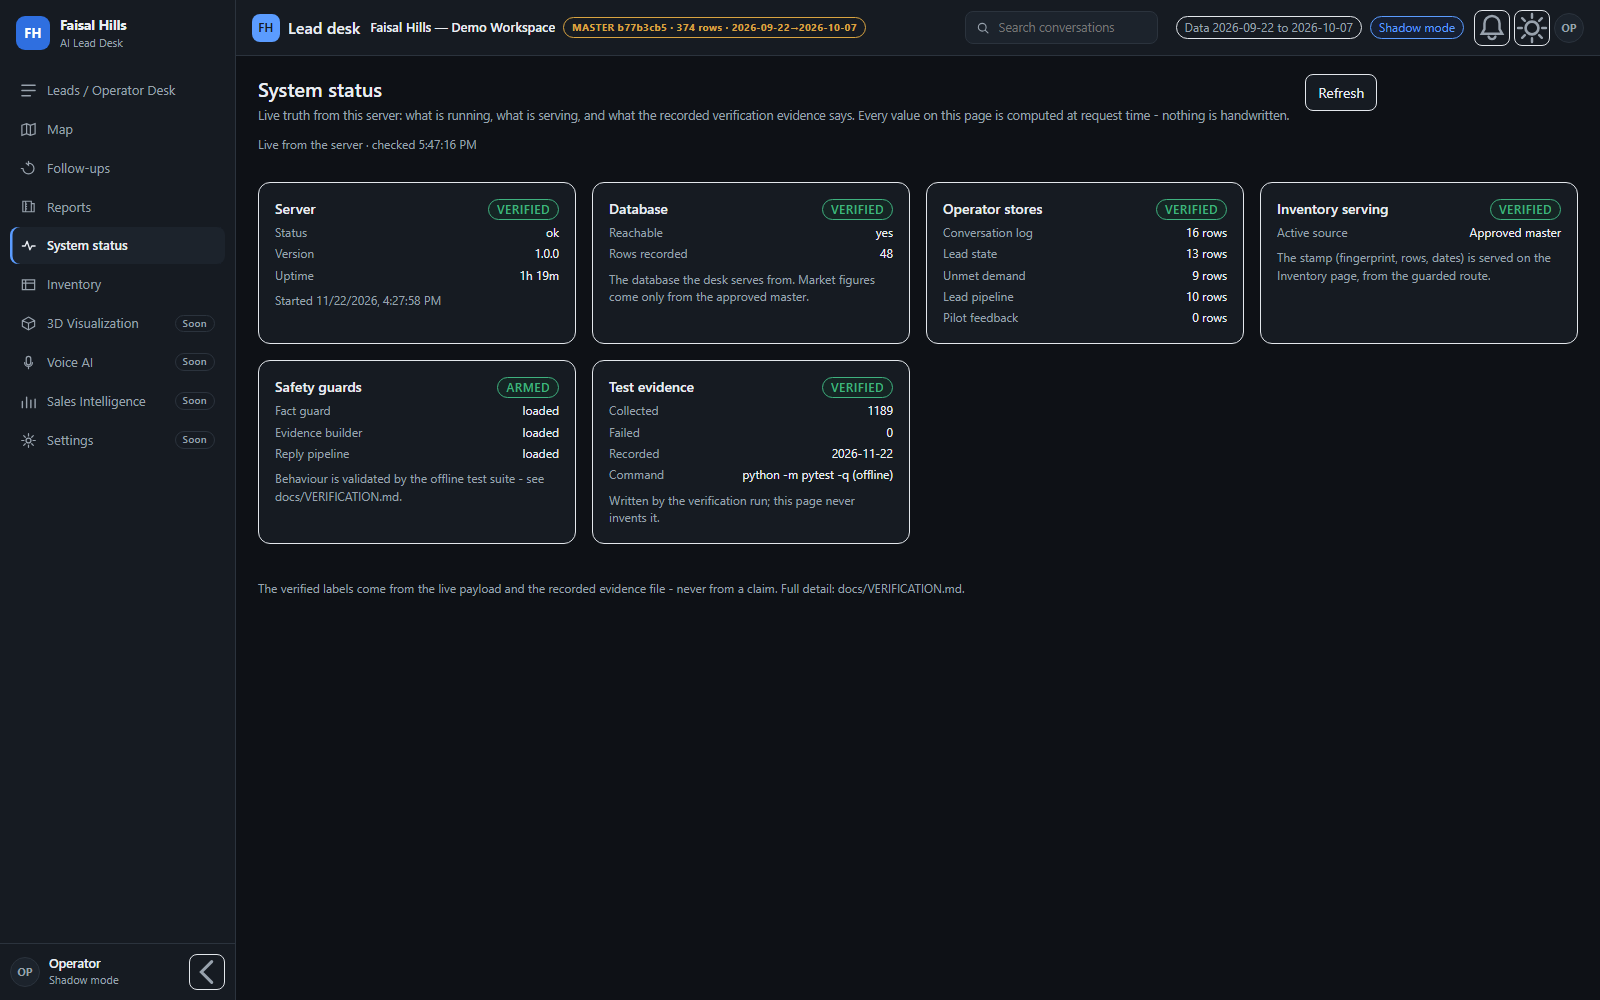 FH
Faisal Hills
AI Lead Desk
Leads / Operator Desk
Map
Follow-ups
Reports
System status
Inventory
3D Visualization Soon
Voice AI Soon
Sales Intelligence Soon
Settings Soon
OP
Operator
Shadow mode
FH Lead desk Faisal Hills — Demo Workspace MASTER b77b3cb5 · 374 rows · 2026-09-22→2026-10-07 Search conversations Data 2026-09-22 to 2026-10-07 Shadow mode OP
System status
Refresh
Live truth from this server: what is running, what is serving, and what the recorded verification evidence says. Every value on this page is computed at request time - nothing is handwritten.
Live from the server · checked 5:47:16 PM
Server VERIFIED
Status ok
Version 1.0.0
Uptime 1h 19m
Started 11/22/2026, 4:27:58 PM
Database VERIFIED
Reachable yes
Rows recorded 48
The database the desk serves from. Market figures
come only from the approved master.
Operator stores VERIFIED
Conversation log 16 rows
Lead state 13 rows
Unmet demand 9 rows
Lead pipeline 10 rows
Pilot feedback 0 rows
Inventory serving VERIFIED
Active source Approved master
The stamp (fingerprint, rows, dates) is served on the
Inventory page, from the guarded route.
Safety guards ARMED
Fact guard loaded
Evidence builder loaded
Reply pipeline loaded
Behaviour is validated by the offline test suite - see
docs/VERIFICATION.md.
Test evidence VERIFIED
Collected 1189
Failed 0
Recorded 2026-11-22
Command python -m pytest -q (offline)
Written by the verification run; this page never
invents it.
The verified labels come from the live payload and the recorded evidence file - never from a claim. Full detail: docs/VERIFICATION.md.